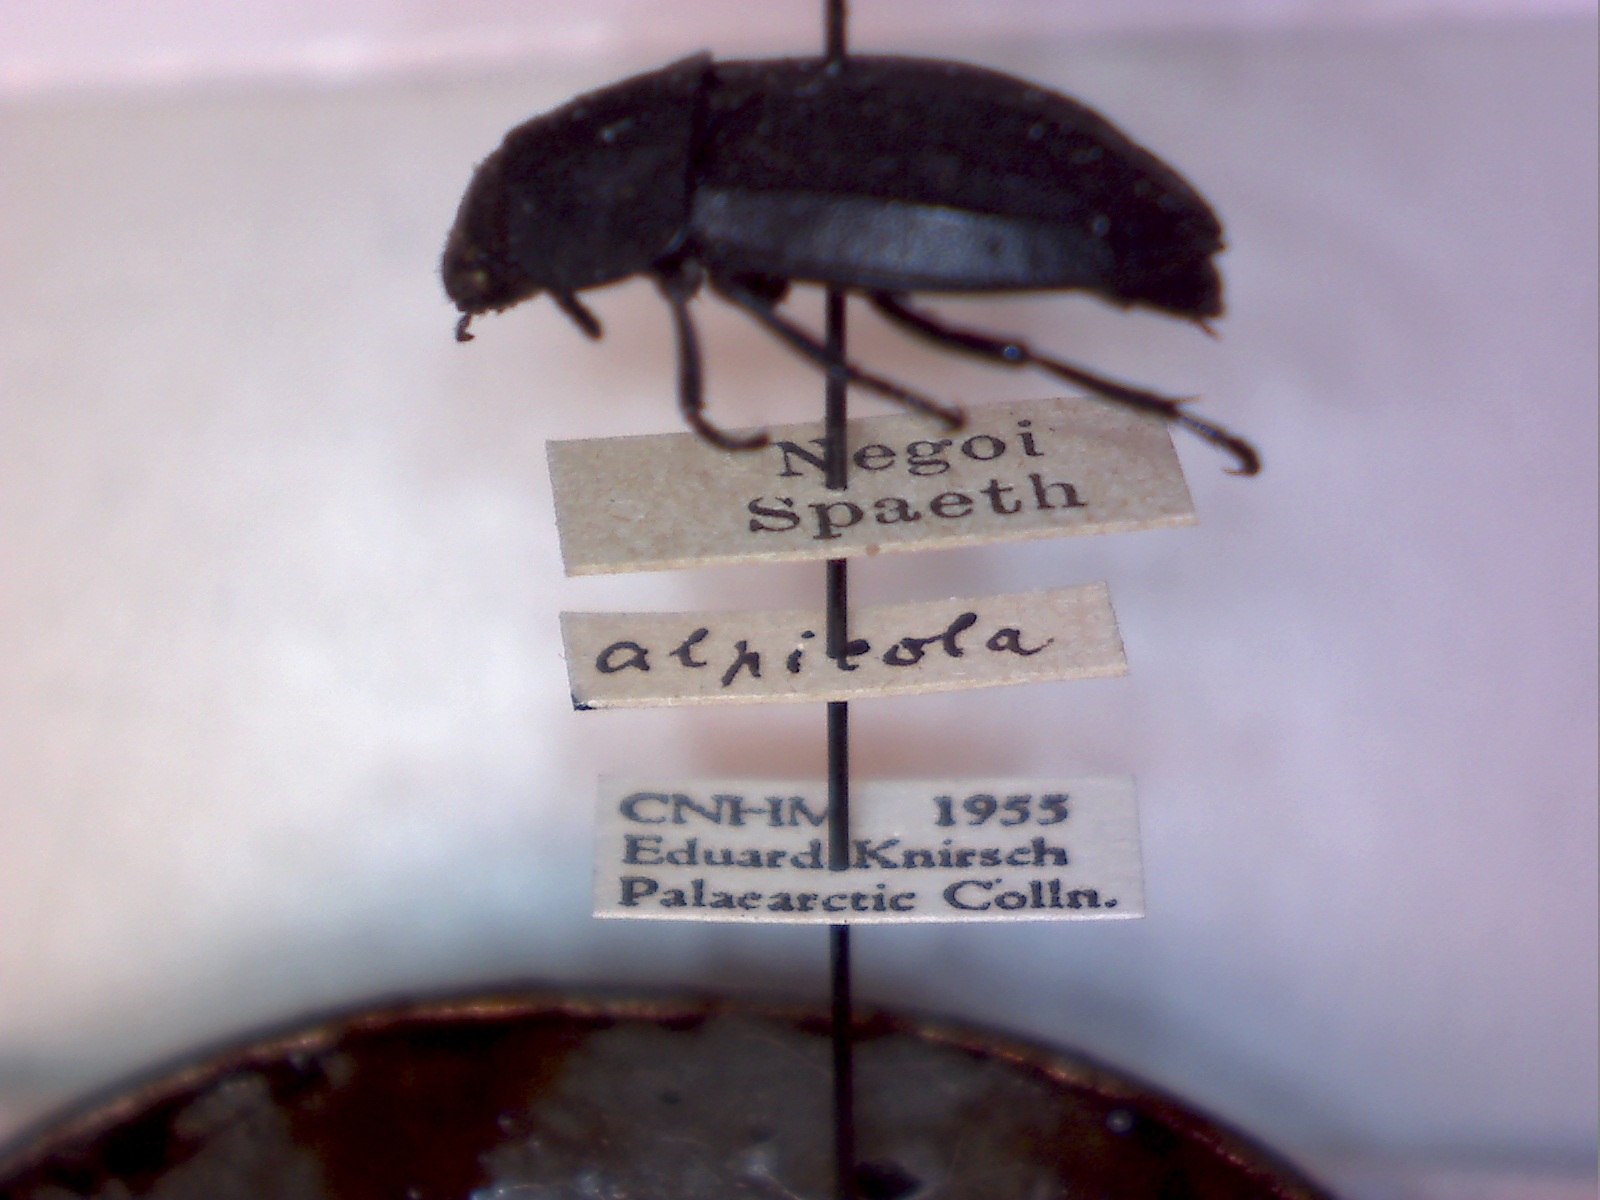 Negoi
Spaeth
alpicola
CNHM 1955
Eduard Knirsch
Palaearctic Colln.